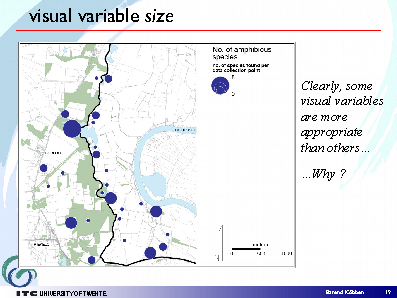 visual variable size
No. of amphibious
species
no. of species found per
data collection point
Clearly, some
visual variables
are more
appropriate
than others...
...Why ?
ITC UNIVERSITY OF TWENTE.
Barend Köbben
19